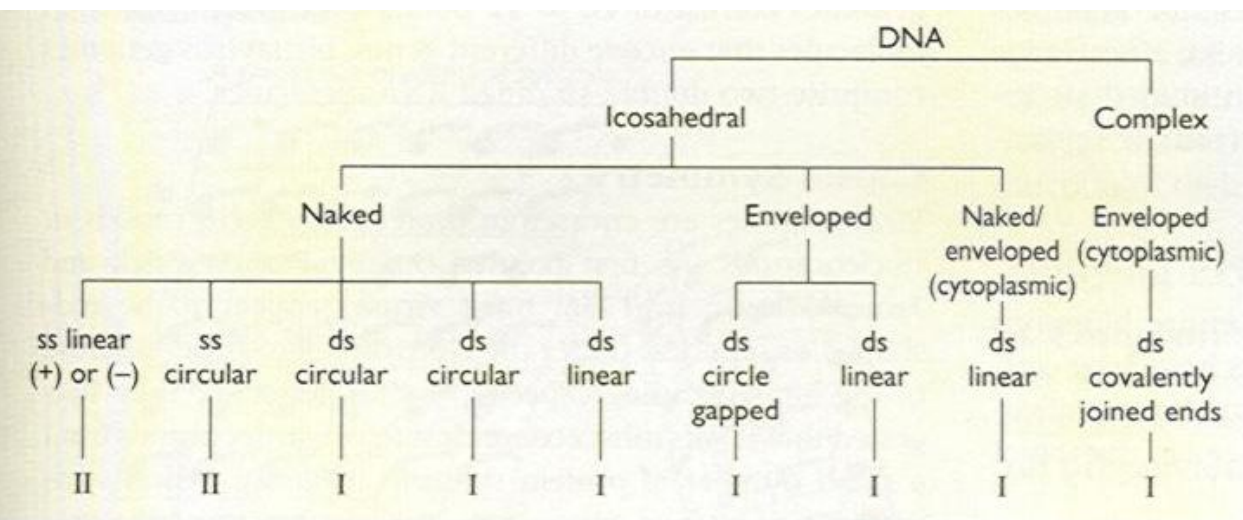 DNA
Icosahedral Complex
Naked Enveloped Naked/ Enveloped
enveloped (cytoplasmic)
(cytoplasmic)
ss linear ss ds ds ds ds ds ds ds
(+) or (–) circular circular circular linear circle linear linear covalently
gapped joined ends
II II I I I I I I I